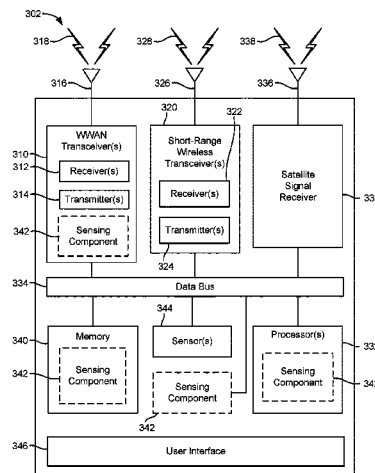 302
318
328
338
316
326
336
320
322
310
WWAN
Transceiver(s)
Short-Range
Wireless
Transceiver(s)
Satellite
Signal
Receiver
312
Receiver(s)
Receiver(s)
314
Transmitter(s)
Transmitter(s)
342
Sensing
Component
324
334
Data Bus
344
340
Memory
Sensor(s)
Processor(s)
342
Sensing
Component
Sensing
Component
Sensing
Component
342
346
User Interface